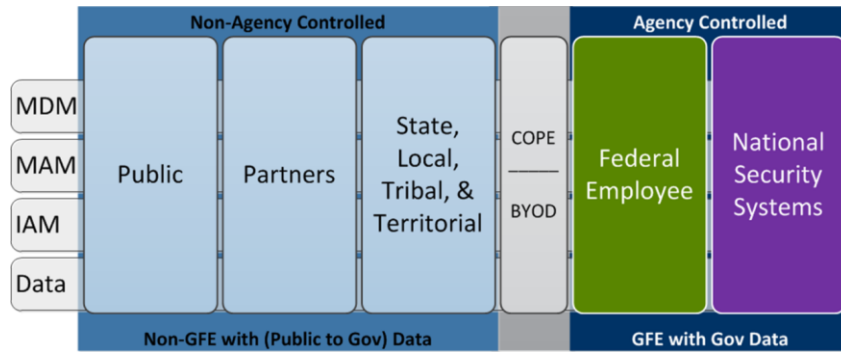 Non-Agency Controlled
Agency Controlled
MDM
MAM
IAM
Data
Public
Partners
State,
Local,
Tribal, &
Territorial
COPE
BYOD
Federal
Employee
National
Security
Systems
Non-GFE with (Public to Gov) Data
GFE with Gov Data